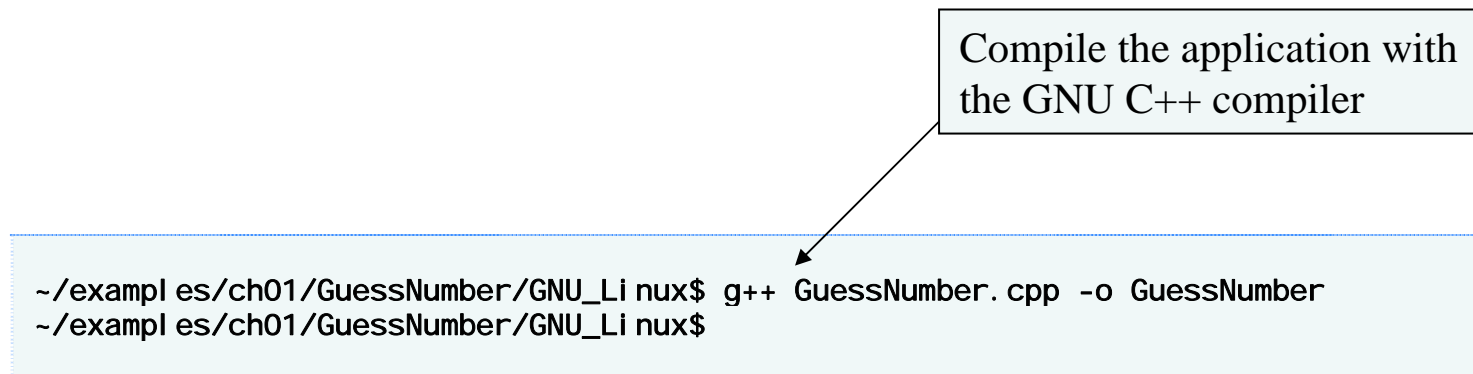 Compile the application with
the GNU C++ compiler
~/examples/ch01/GuessNumber/GNU_Linux$ g++ GuessNumber.cpp -o GuessNumber
~/examples/ch01/GuessNumber/GNU_Linux$